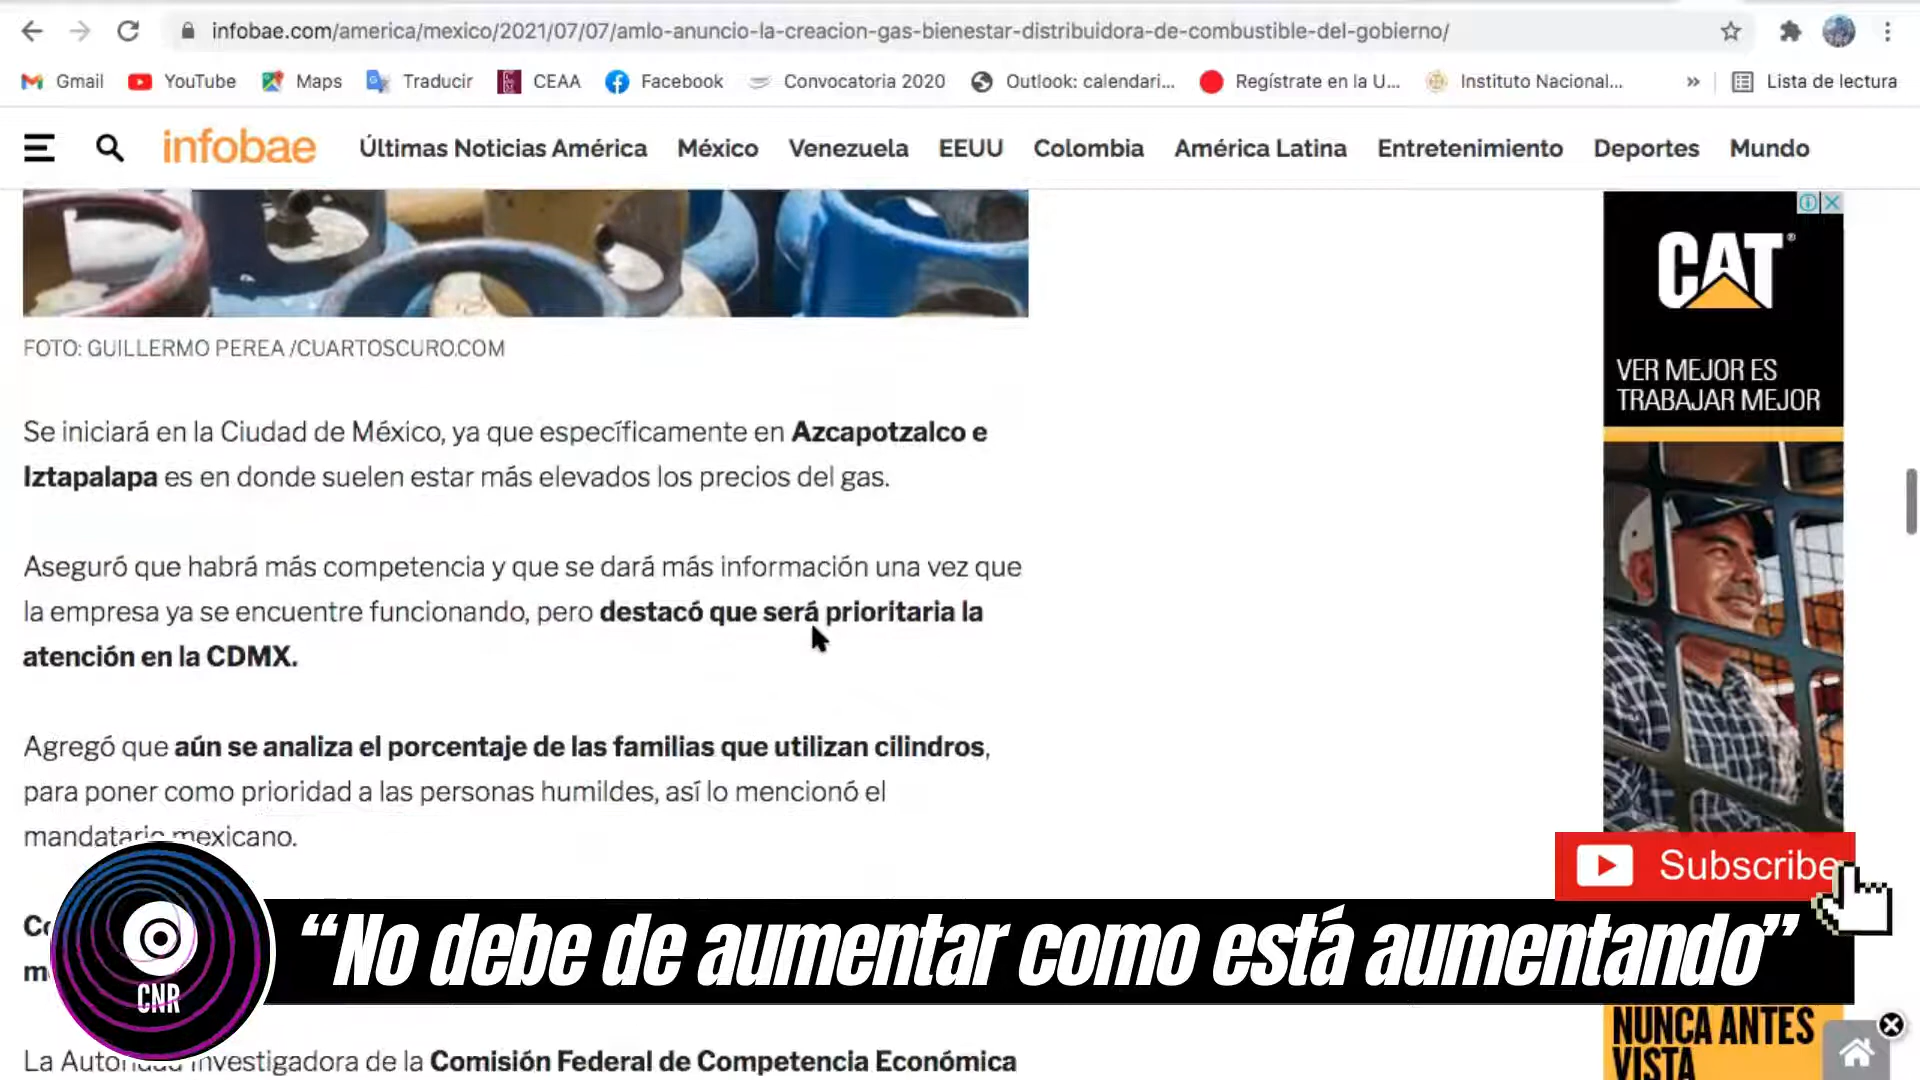 infobae.com/america/mexico/2021/07/07/amlo-anuncio-la-creacion-gas-bienestar-distribuidora-de-combustible-del-gobierno/
Gmail YouTube Maps Traducir CEAA Facebook Convocatoria 2020 Outlook: calendari... Regístrate en la U... Instituto Nacional... » Lista de lectura
infobae Últimas Noticias América México Venezuela EEUU Colombia América Latina Entretenimiento Deportes Mundo
FOTO: GUILLERMO PEREA /CUARTOSCURO.COM
Se iniciará en la Ciudad de México, ya que específicamente en Azcapotzalco e
Iztapalapa es en donde suelen estar más elevados los precios del gas.
Aseguró que habrá más competencia y que se dará más información una vez que
la empresa ya se encuentre funcionando, pero destacó que será prioritaria la
atención en la CDMX.
Agregó que aún se analiza el porcentaje de las familias que utilizan cilindros,
para poner como prioridad a las personas humildes, así lo mencionó el
mandatario mexicano.
CAT®
VER MEJOR ES
TRABAJAR MEJOR
Subscribe
CNR
“No debe de aumentar como está aumentando”
NUNCA ANTES
VISTA
La Autoridad Investigadora de la Comisión Federal de Competencia Económica